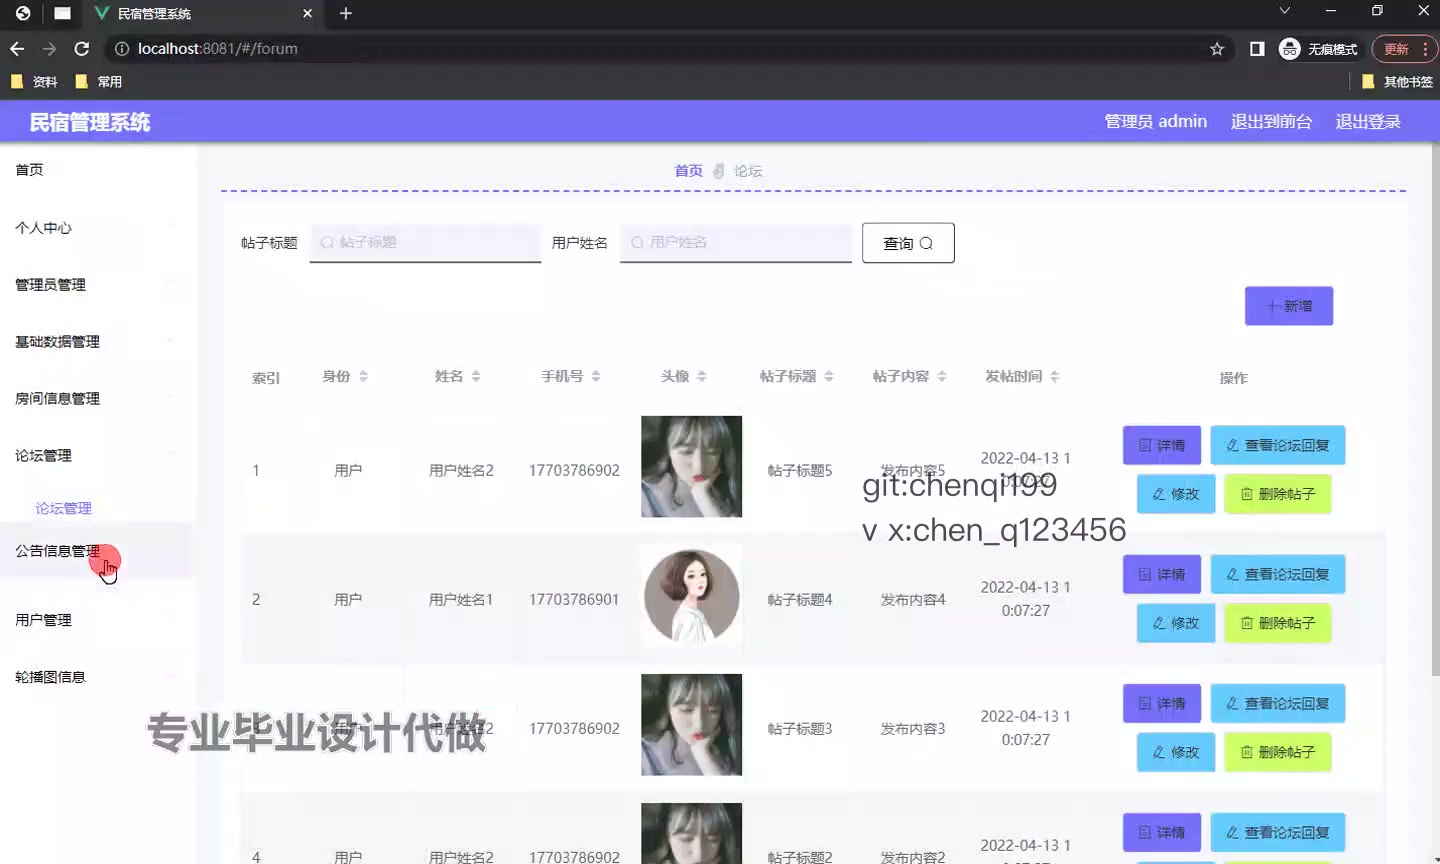 民宿管理系统
localhost:8081/#/forum
无痕模式
更新
资料
常用
其他书签
民宿管理系统
管理员 admin
退出到前台
退出登录
首页
个人中心
管理员管理
基础数据管理
房间信息管理
论坛管理
论坛管理
公告信息管理
用户管理
轮播图信息
首页 论坛
帖子标题 帖子标题 用户姓名 用户姓名 查询
新增
索引 身份 姓名 手机号 头像 帖子标题 帖子内容 发帖时间 操作
1 用户 用户姓名2 17703786902 帖子标题5 发布内容5 2022-04-13 1
详情 查看论坛回复
修改 删除帖子
git:chenqi199
v x:chen_q123456
2 用户 用户姓名1 17703786901 帖子标题4 发布内容4 2022-04-13 1
0:07:27
详情 查看论坛回复
修改 删除帖子
专业毕业设计代做
17703786902 帖子标题3 发布内容3 2022-04-13 1
0:07:27
详情 查看论坛回复
修改 删除帖子
4 用户 用户姓名2 17703786902 帖子标题2 发布内容2 2022-04-13 1
详情 查看论坛回复